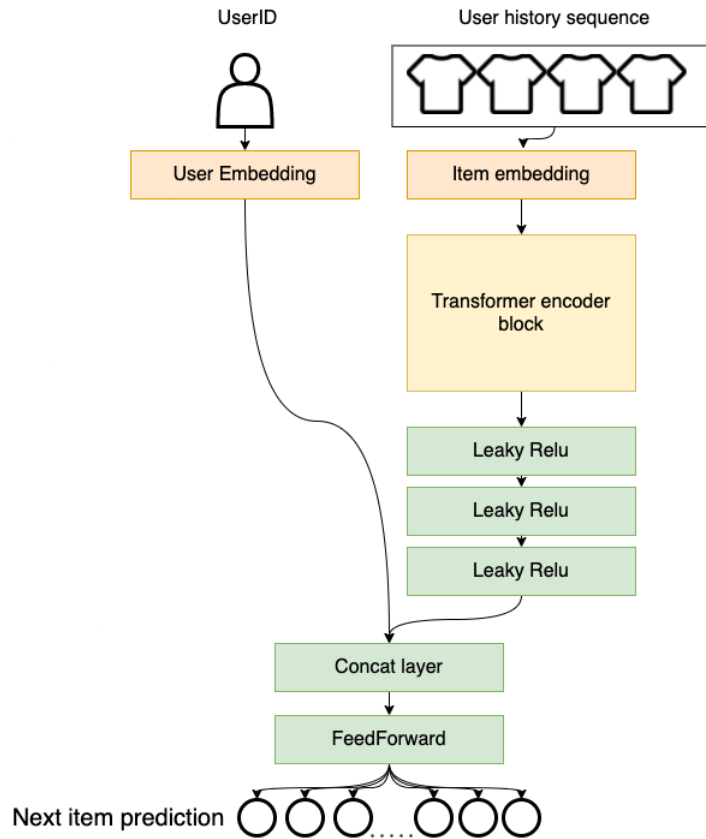 UserID
User history sequence
User Embedding
Item embedding
Transformer encoder
block
Leaky Relu
Leaky Relu
Leaky Relu
Concat layer
FeedForward
Next item prediction
.....